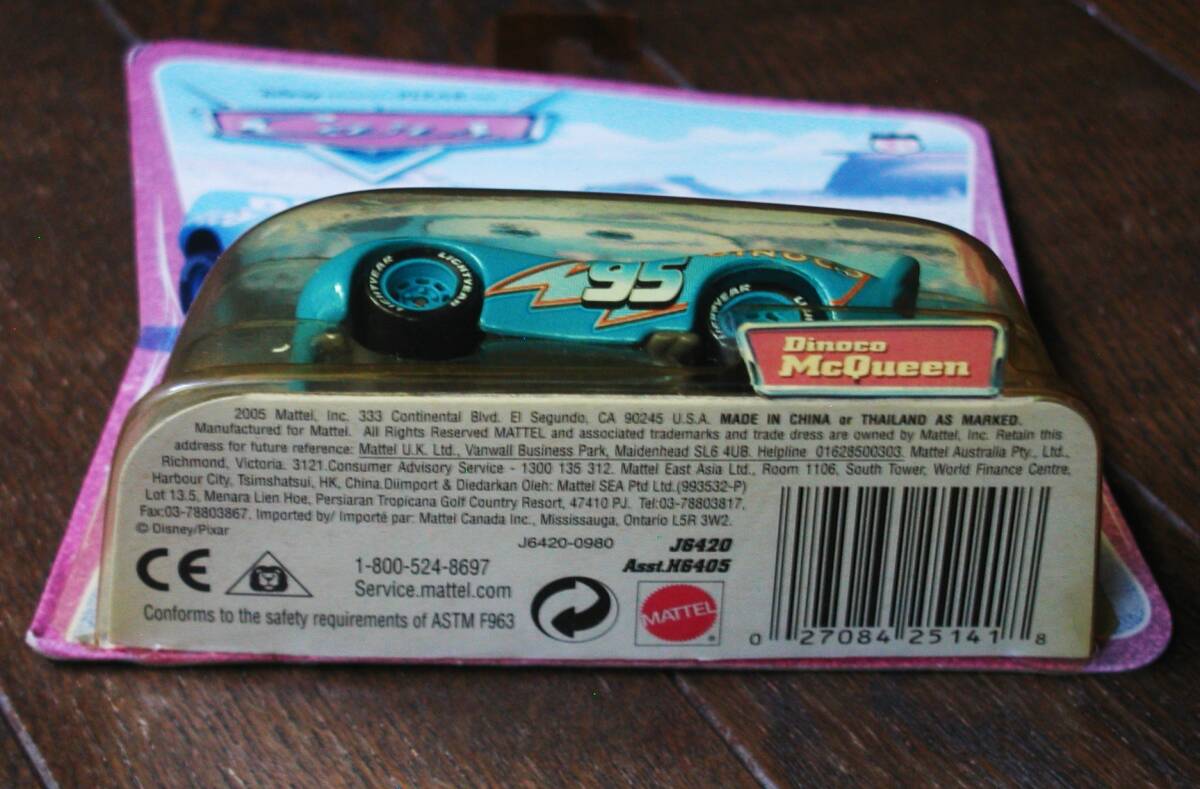 Disney PIXAR
Cars
LIGHTYEAR
LIGHTYEAR
95
DINOCO
LIGHTYEAR
Dinoco
McQueen
2005 Mattel, Inc. 333 Continental Blvd. El Segundo, CA 90245 U.S.A. MADE IN CHINA or THAILAND AS MARKED.
Manufactured for Mattel. All Rights Reserved MATTEL and associated trademarks and trade dress are owned by Mattel, Inc. Retain this
address for future reference: Mattel U.K. Ltd., Vanwall Business Park, Maidenhead SL6 4UB. Helpline 01628500303. Mattel Australia Pty., Ltd.,
Richmond, Victoria. 3121.Consumer Advisory Service - 1300 135 312. Mattel East Asia Ltd., Room 1106, South Tower, World Finance Centre,
Harbour City, Tsimshatsui, HK, China.Diimport & Diedarkan Oleh: Mattel SEA Ptd Ltd.(993532-P)
Lot 13.5, Menara Lien Hoe, Persiaran Tropicana Golf Country Resort, 47410 PJ. Tel:03-78803817,
Fax:03-78803867. Imported by/ Importé par: Mattel Canada Inc., Mississauga, Ontario L5R 3W2.
© Disney/Pixar
J6420-0980
J6420
Asst.H6405
CE
1-800-524-8697
Service.mattel.com
Conforms to the safety requirements of ASTM F963
MATTEL
®
0 27084 25141 8